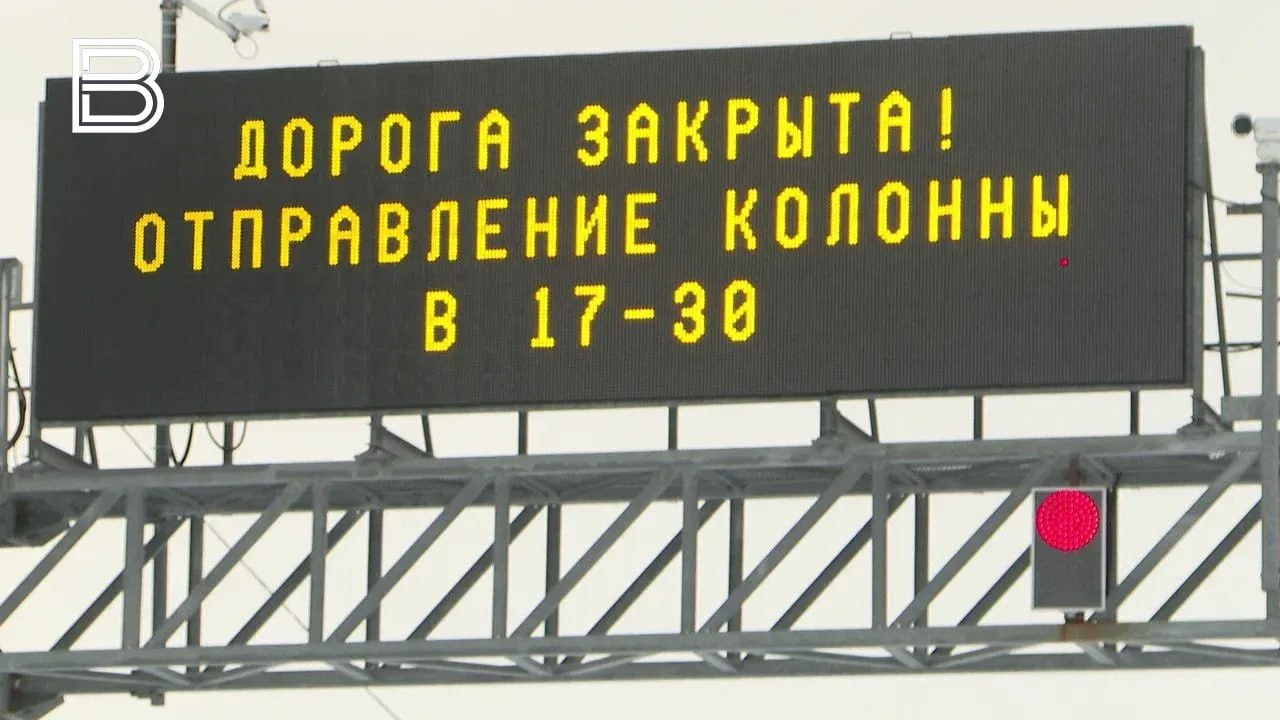 В
ДОРОГА ЗАКРЫТА!
ОТПРАВЛЕНИЕ КОЛОННЫ
В 17-30